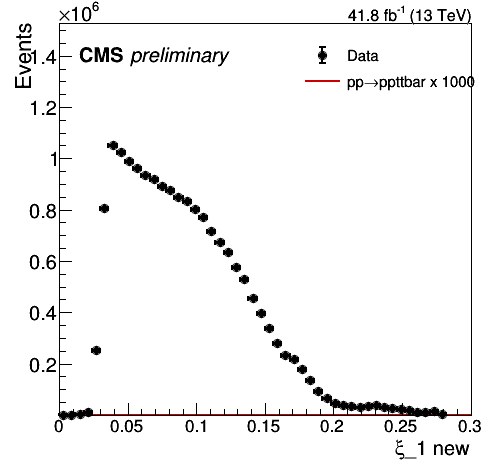 ×10⁶
41.8 fb⁻¹ (13 TeV)
Events
CMS preliminary
Data
pp→ppttbar x 1000
1.4
1.2
1
0.8
0.6
0.4
0.2
0 0.05 0.1 0.15 0.2 0.25 0.3
ξ_1 new